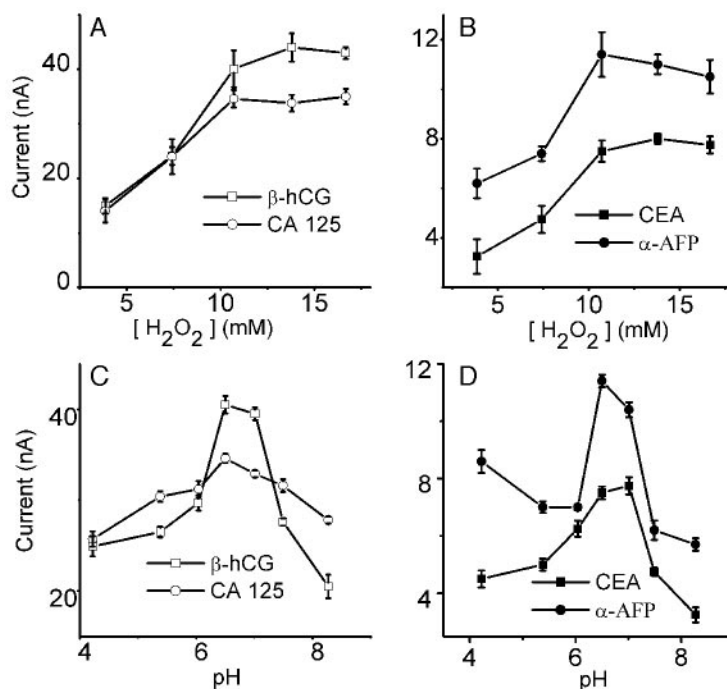 A
Current (nA)
40
20
0
β-hCG
CA 125
5
10
15
[ H₂O₂ ] (mM)
B
12
8
4
CEA
α-AFP
5
10
15
[ H₂O₂ ] (mM)
C
Current (nA)
40
20
β-hCG
CA 125
4
6
8
pH
D
12
8
4
CEA
α-AFP
4
6
8
pH